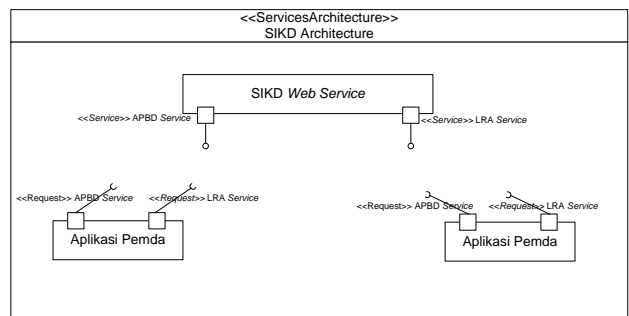 <<ServicesArchitecture>>
SIKD Architecture
SIKD Web Service
<<Service>> APBD Service
<<Service>> LRA Service
<<Request>> APBD Service
<<Request>> LRA Service
<<Request>> APBD Service
<<Request>> LRA Service
Aplikasi Pemda
Aplikasi Pemda